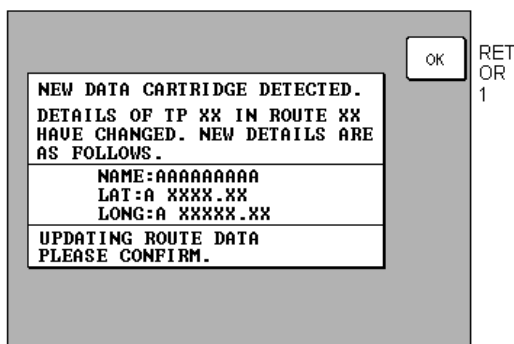 OK
RET
OR
1
NEW DATA CARTRIDGE DETECTED.
DETAILS OF TP XX IN ROUTE XX
HAVE CHANGED. NEW DETAILS ARE
AS FOLLOWS.
NAME:AAAAAAAAA
LAT:A XXXX.XX
LONG:A XXXXX.XX
UPDATING ROUTE DATA
PLEASE CONFIRM.